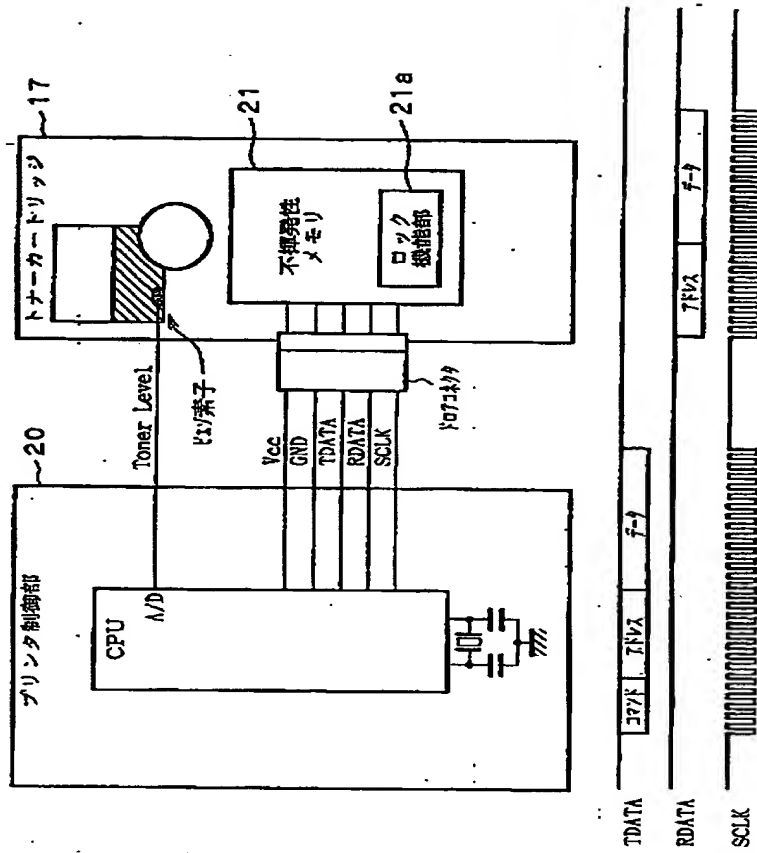 20
プリンタ制御部
CPU
A/D
Toner Level
ピエゾ素子
Vcc
GND
TDATA
RDATA
SCLK
ドロアコネクタ
17
トナーカートリッジ
21
不揮発性
メモリ
21a
ロック
機能部
TDATA
コマンド
アドレス
データ
RDATA
アドレス
データ
SCLK